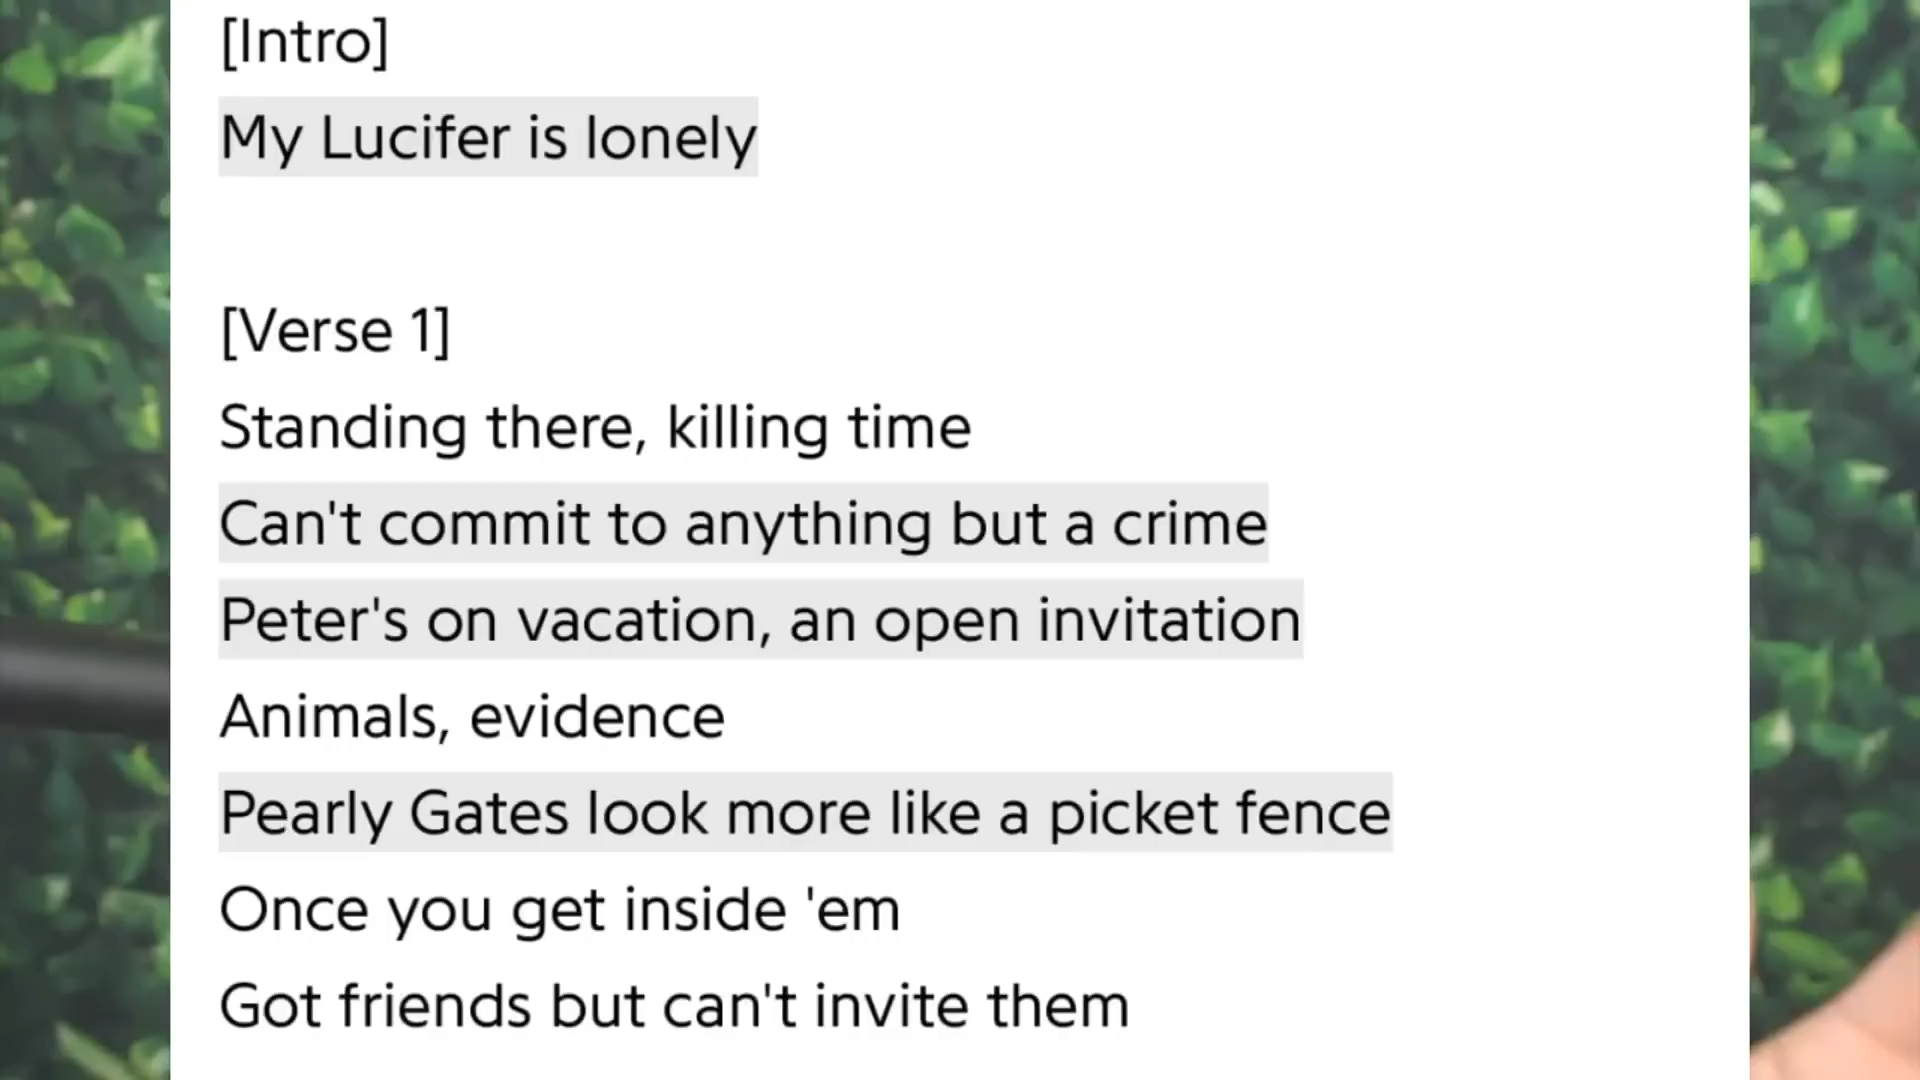 [Intro]
My Lucifer is lonely
[Verse 1]
Standing there, killing time
Can't commit to anything but a crime
Peter's on vacation, an open invitation
Animals, evidence
Pearly Gates look more like a picket fence
Once you get inside 'em
Got friends but can't invite them